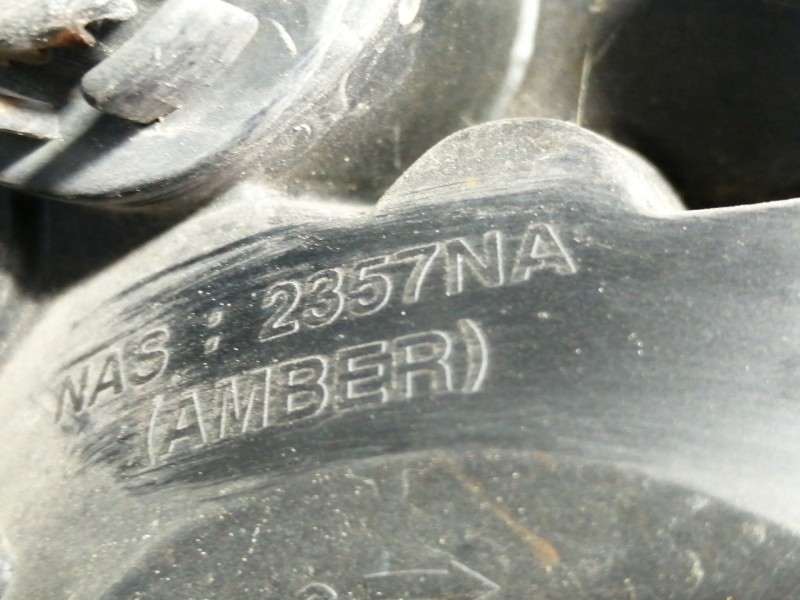 NAS : 2357NA
(AMBER)